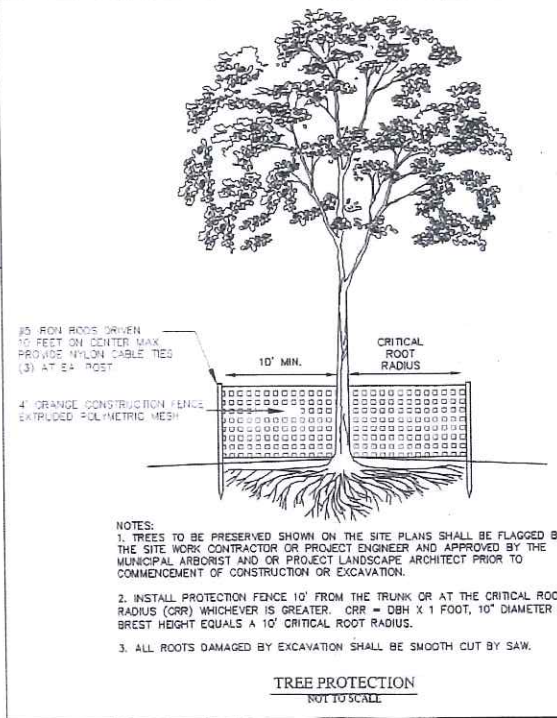 #5 IRON RODS DRIVEN
10 FEET ON CENTER MAX.
PROVIDE NYLON CABLE TIES
(3) AT EA. POST
10' MIN.
CRITICAL
ROOT
RADIUS
4' ORANGE CONSTRUCTION FENCE
EXTRUDED POLYMETRIC MESH
NOTES:
1. TREES TO BE PRESERVED SHOWN ON THE SITE PLANS SHALL BE FLAGGED B
THE SITE WORK CONTRACTOR OR PROJECT ENGINEER AND APPROVED BY THE
MUNICIPAL ARBORIST AND OR PROJECT LANDSCAPE ARCHITECT PRIOR TO
COMMENCEMENT OF CONSTRUCTION OR EXCAVATION.
2. INSTALL PROTECTION FENCE 10' FROM THE TRUNK OR AT THE CRITICAL ROO
RADIUS (CRR) WHICHEVER IS GREATER. CRR = DBH X 1 FOOT, 10" DIAMETER
BREST HEIGHT EQUALS A 10' CRITICAL ROOT RADIUS.
3. ALL ROOTS DAMAGED BY EXCAVATION SHALL BE SMOOTH CUT BY SAW.
TREE PROTECTION
NOT TO SCALE